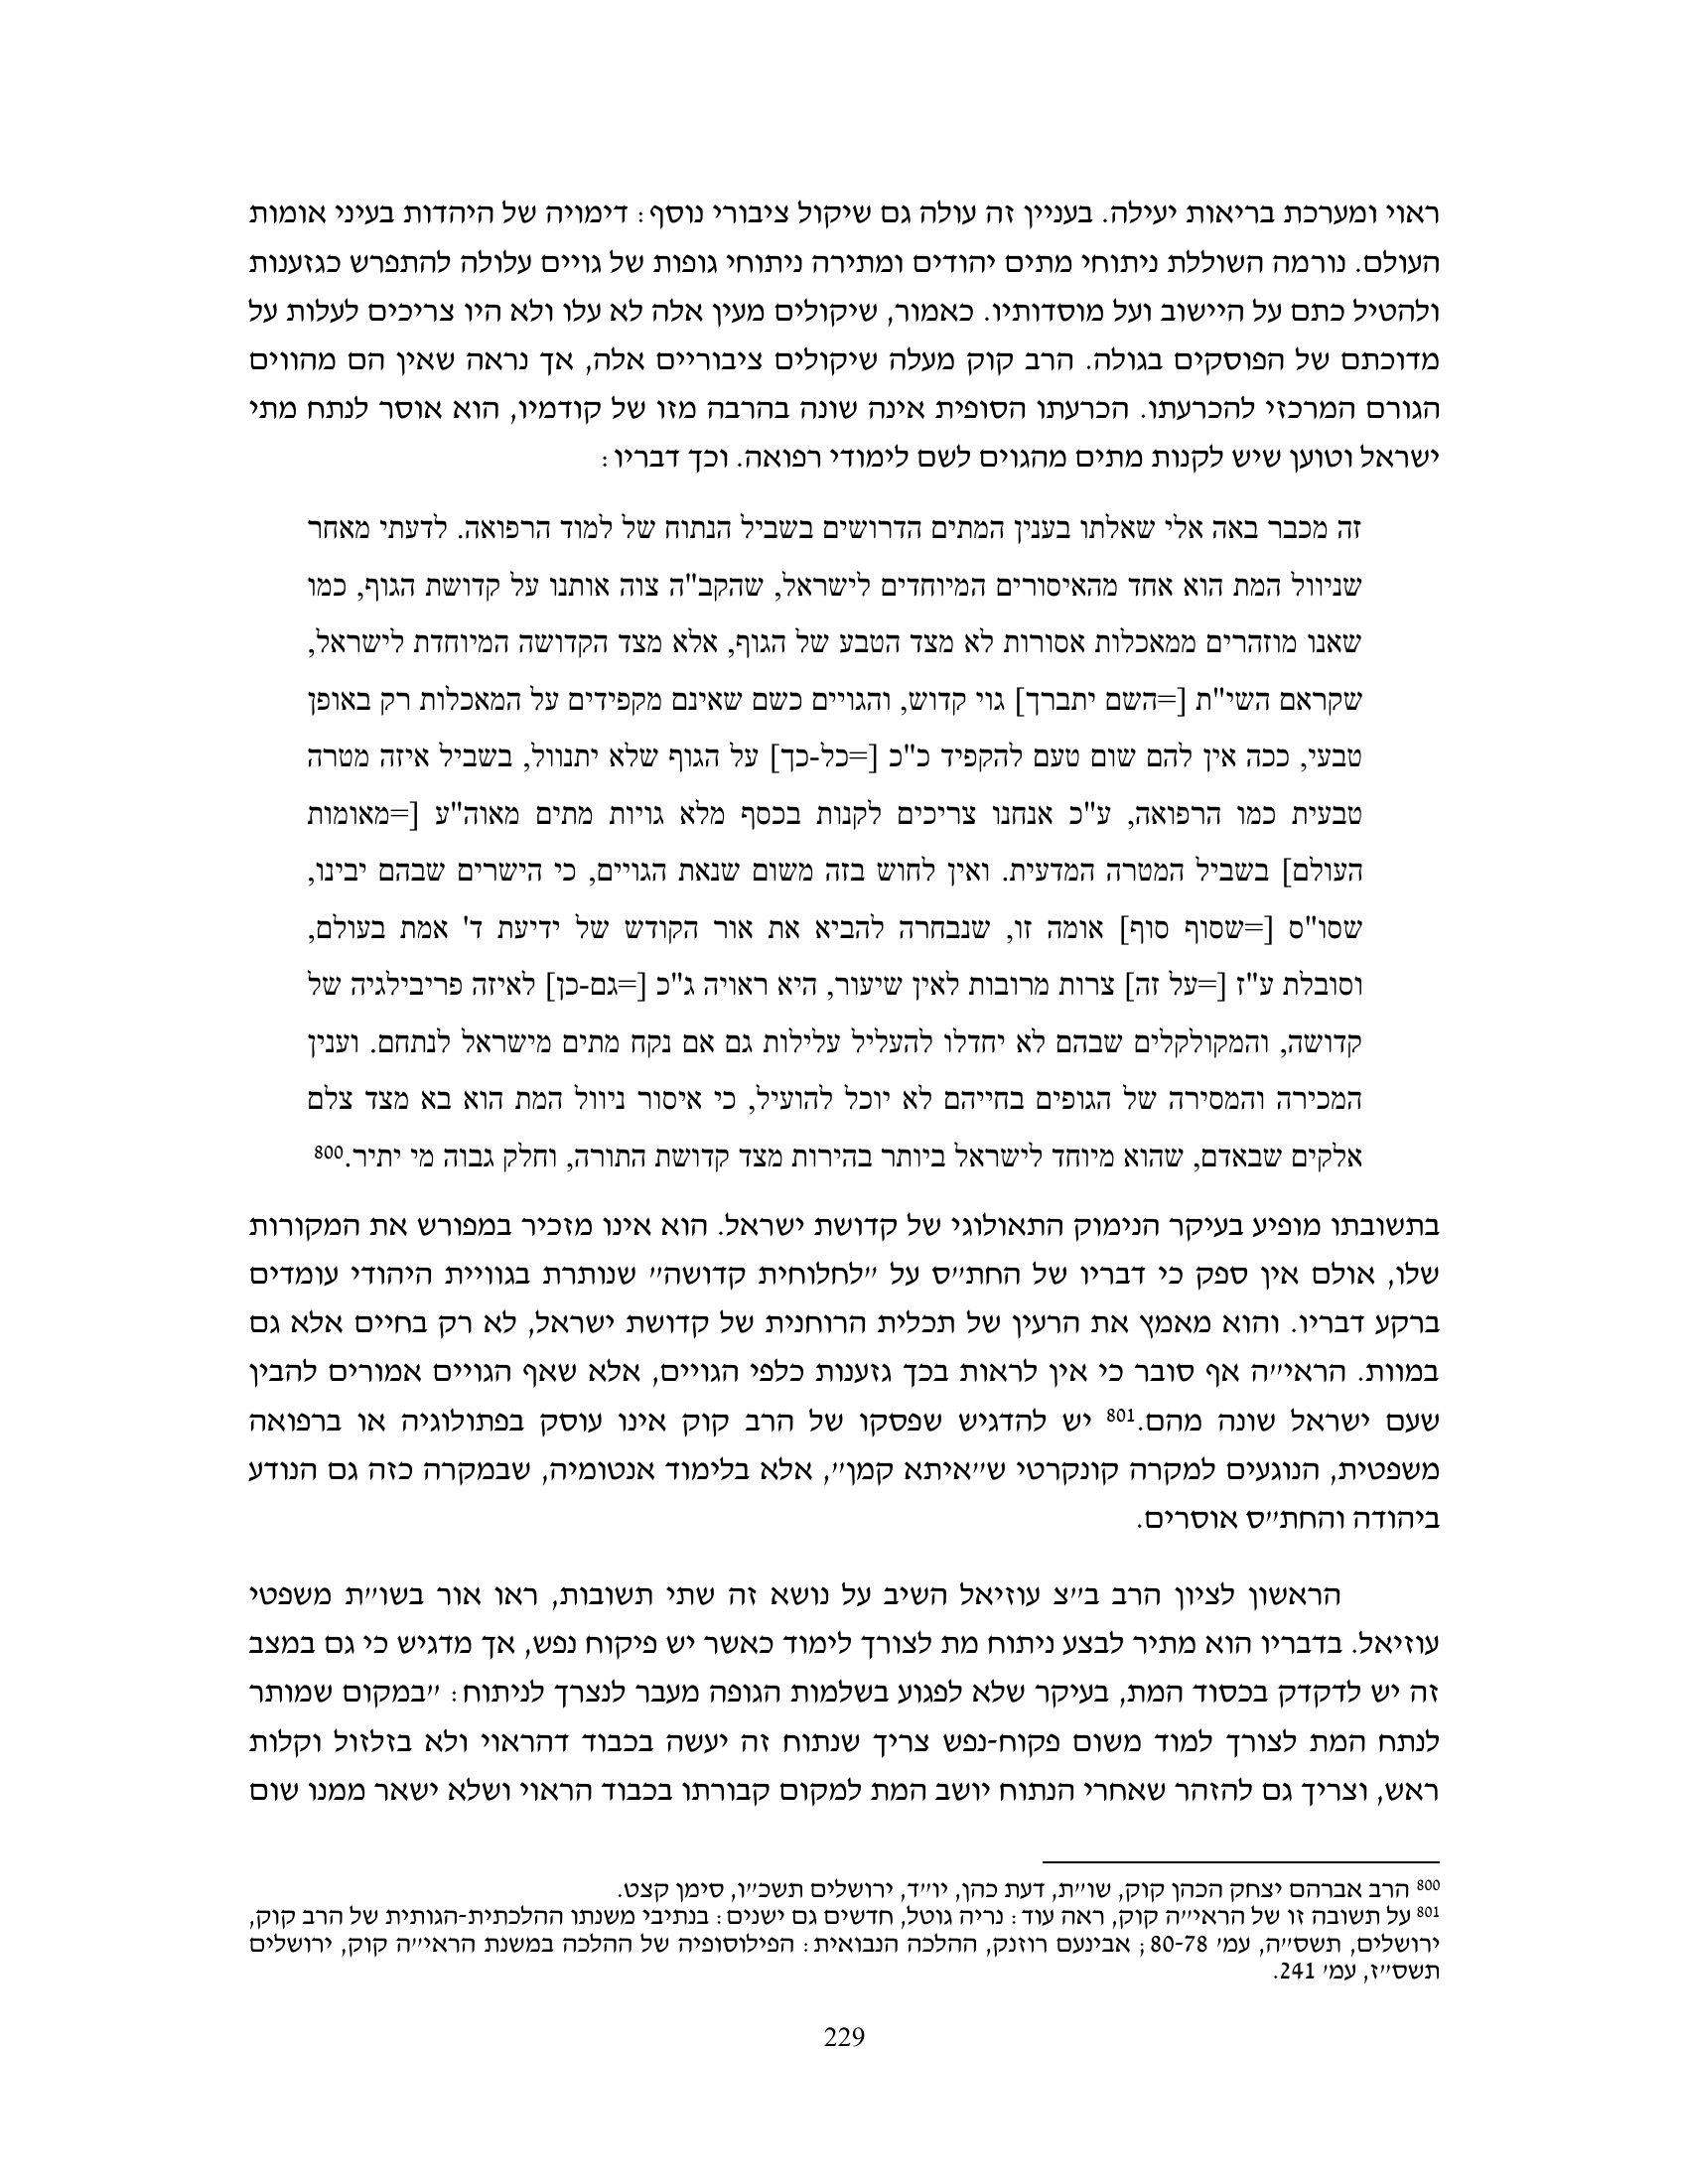 ראוי ומערכת בריאות יעילה. בעניין זה עולה גם שיקול ציבורי נוסף: דימויה של היהדות בעיני אומות
העולם. נורמה השוללת ניתוחי מתים יהודים ומתירה ניתוחי גופות של גויים עלולה להתפרש כגזענות
ולהטיל כתם על היישוב ועל מוסדותיו. כאמור, שיקולים מעין אלה לא עלו ולא היו צריכים לעלות על
מדוכתם של הפוסקים בגולה. הרב קוק מעלה שיקולים ציבוריים אלה, אך נראה שאין הם מהווים
הגורם המרכזי להכרעתו. הכרעתו הסופית אינה שונה בהרבה מזו של קודמיו, הוא אוסר לנתח מתי
ישראל וטוען שיש לקנות מתים מהגוים לשם לימודי רפואה. וכך דבריו:
זה מכבר באה אלי שאלתו בענין המתים הדרושים בשביל הנתוח של למוד הרפואה. לדעתי מאחר
שניוול המת הוא אחד מהאיסורים המיוחדים לישראל, שהקב"ה צוה אותנו על קדושת הגוף, כמו
שאנו מוזהרים ממאכלות אסורות לא מצד הטבע של הגוף, אלא מצד הקדושה המיוחדת לישראל,
שקראם השי"ת [=השם יתברך] גוי קדוש, והגויים כשם שאינם מקפידים על המאכלות רק באופן
טבעי, ככה אין להם שום טעם להקפיד כ"כ [=כל-כך] על הגוף שלא יתנוול, בשביל איזה מטרה
טבעית כמו הרפואה, ע"כ אנחנו צריכים לקנות בכסף מלא גויות מתים מאוה"ע [=מאומות
העולם] בשביל המטרה המדעית. ואין לחוש בזה משום שנאת הגויים, כי הישרים שבהם יבינו,
שסו"ס [=שסוף סוף] אומה זו, שנבחרה להביא את אור הקודש של ידיעת ד' אמת בעולם,
וסובלת ע"ז [=על זה] צרות מרובות לאין שיעור, היא ראויה ג"כ [=גם-כן] לאיזה פריבילגיה של
קדושה, והמקולקלים שבהם לא יחדלו להעליל עלילות גם אם נקח מתים מישראל לנתחם. וענין
המכירה והמסירה של הגופים בחייהם לא יוכל להועיל, כי איסור ניוול המת הוא בא מצד צלם
אלקים שבאדם, שהוא מיוחד לישראל ביותר בהירות מצד קדושת התורה, וחלק גבוה מי יתיר.800
בתשובתו מופיע בעיקר הנימוק התאולוגי של קדושת ישראל. הוא אינו מזכיר במפורש את המקורות
שלו, אולם אין ספק כי דבריו של החת״ס על ״לחלוחית קדושה״ שנותרת בגוויית היהודי עומדים
ברקע דבריו. והוא מאמץ את הרעין של תכלית הרוחנית של קדושת ישראל, לא רק בחיים אלא גם
במוות. הראי״ה אף סובר כי אין לראות בכך גזענות כלפי הגויים, אלא שאף הגויים אמורים להבין
שעם ישראל שונה מהם.801 יש להדגיש שפסקו של הרב קוק אינו עוסק בפתולוגיה או ברפואה
משפטית, הנוגעים למקרה קונקרטי ש״איתא קמן״, אלא בלימוד אנטומיה, שבמקרה כזה גם הנודע
ביהודה והחת״ס אוסרים.
הראשון לציון הרב ב״צ עוזיאל השיב על נושא זה שתי תשובות, ראו אור בשו״ת משפטי
עוזיאל. בדבריו הוא מתיר לבצע ניתוח מת לצורך לימוד כאשר יש פיקוח נפש, אך מדגיש כי גם במצב
זה יש לדקדק בכסוד המת, בעיקר שלא לפגוע בשלמות הגופה מעבר לנצרך לניתוח: ״במקום שמותר
לנתח המת לצורך למוד משום פקוח-נפש צריך שנתוח זה יעשה בכבוד דהראוי ולא בזלזול וקלות
ראש, וצריך גם להזהר שאחרי הנתוח יושב המת למקום קבורתו בכבוד הראוי ושלא ישאר ממנו שום
800 הרב אברהם יצחק הכהן קוק, שו״ת, דעת כהן, יו״ד, ירושלים תשכ״ו, סימן קצט.
801 על תשובה זו של הראי״ה קוק, ראה עוד: נריה גוטל, חדשים גם ישנים: בנתיבי משנתו ההלכתית-הגותית של הרב קוק,
ירושלים, תשס״ה, עמ׳ 80-78; אבינעם רוזנק, ההלכה הנבואית: הפילוסופיה של ההלכה במשנת הראי״ה קוק, ירושלים
תשס״ז, עמ׳ 241.
229